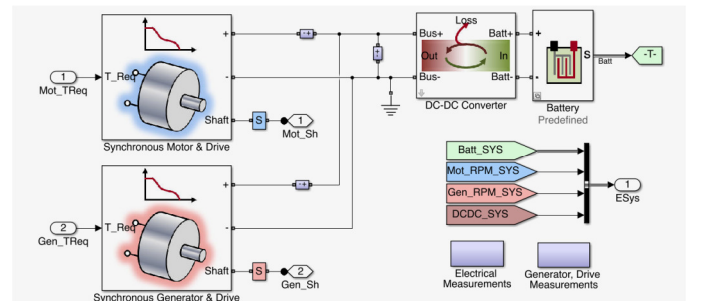 1
Mot_TReq
T_Req
+
-
Shaft
Synchronous Motor & Drive
S
1
Mot_Sh
+
+
Bus+
Bus-
Loss
Out
In
Batt+
Batt-
DC-DC Converter
+
-
S
Batt
-T-
Battery
Predefined
2
Gen_TReq
T_Req
+
-
Shaft
Synchronous Generator & Drive
+
S
2
Gen_Sh
Batt_SYS
Mot_RPM_SYS
Gen_RPM_SYS
DCDC_SYS
1
ESys
Electrical
Measurements
Generator, Drive
Measurements